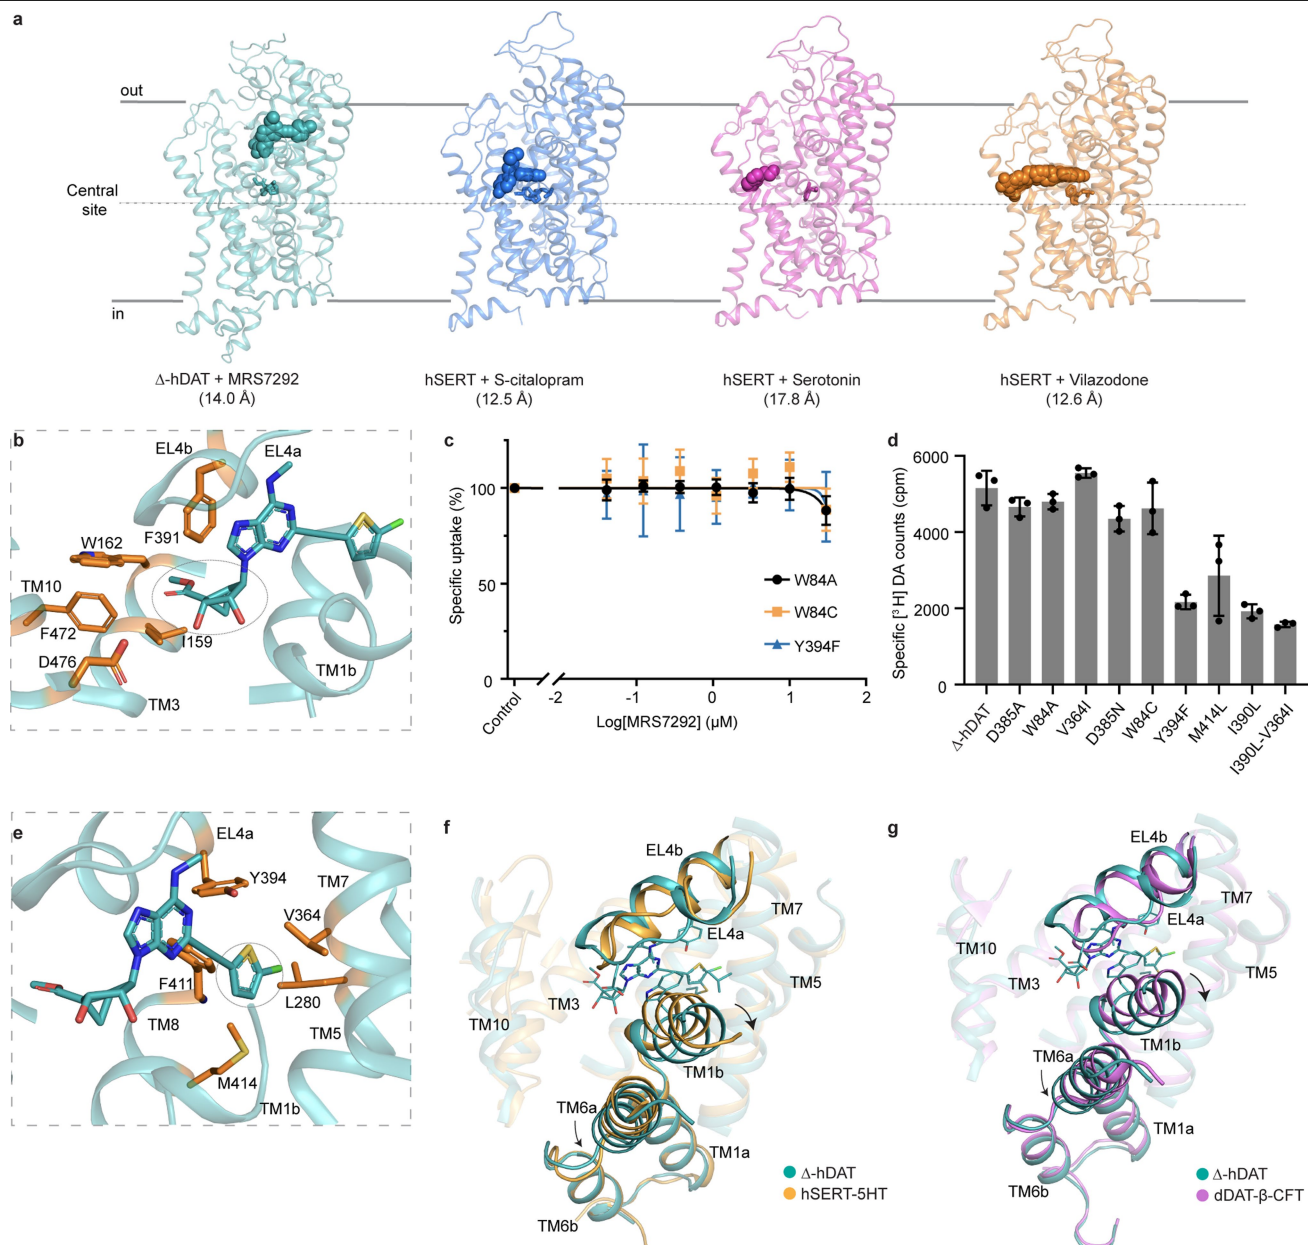 a
out
Central
site
in
Δ-hDAT + MRS7292
(14.0 Å)
hSERT + S-citalopram
(12.5 Å)
hSERT + Serotonin
(17.8 Å)
hSERT + Vilazodone
(12.6 Å)
b
EL4b
EL4a
F391
W162
TM10
F472
I159
D476
TM1b
TM3
c
Specific uptake (%)
100
50
0
W84A
W84C
Y394F
Control
-2
-1
0
1
2
Log[MRS7292] (µM)
d
Specific [³ H] DA counts (cpm)
6000
4000
2000
0
Δ-hDAT
D385A
W84A
V364I
D385N
W84C
Y394F
M414L
I390L
I390L-V364I
e
EL4a
Y394
TM7
V364
F411
L280
TM8
TM5
M414
TM1b
f
EL4b
TM7
EL4a
TM5
TM3
TM10
TM1b
TM6a
TM1a
Δ-hDAT
hSERT-5HT
TM6b
g
EL4b
TM7
EL4a
TM10
TM5
TM3
TM1b
TM6a
TM1a
Δ-hDAT
dDAT-β-CFT
TM6b